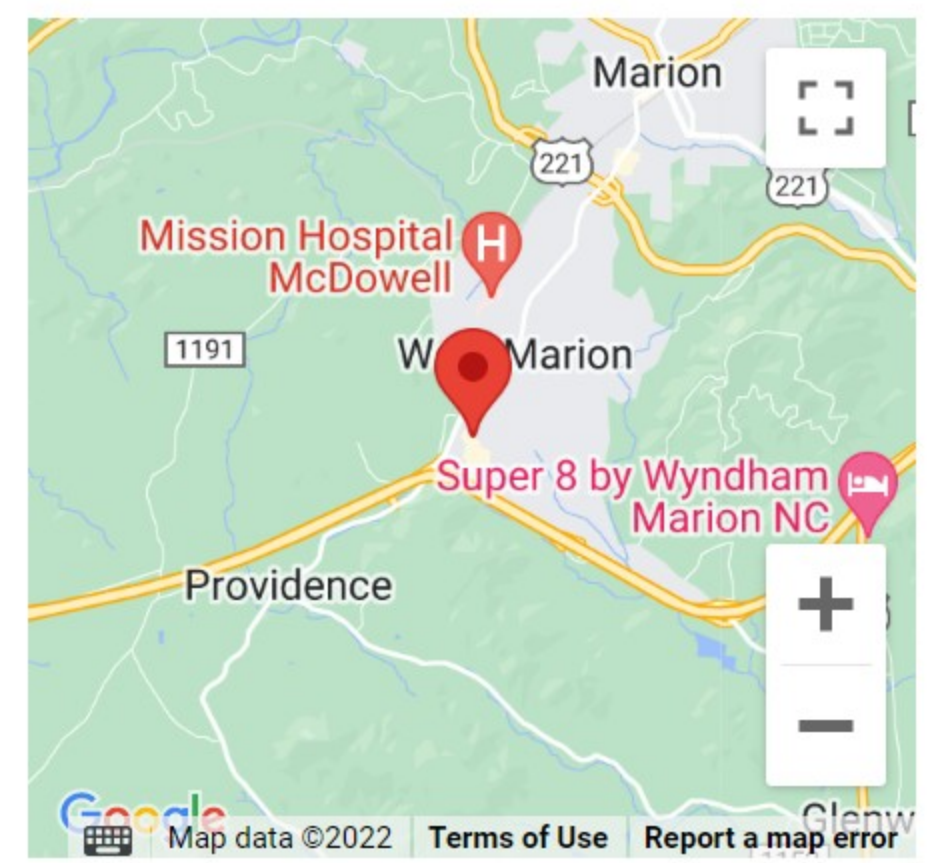 Marion
221
221
Mission Hospital
McDowell
1191
W Marion
Super 8 by Wyndham
Marion NC
Providence
Glenw
Google
Map data ©2022 Terms of Use Report a map error